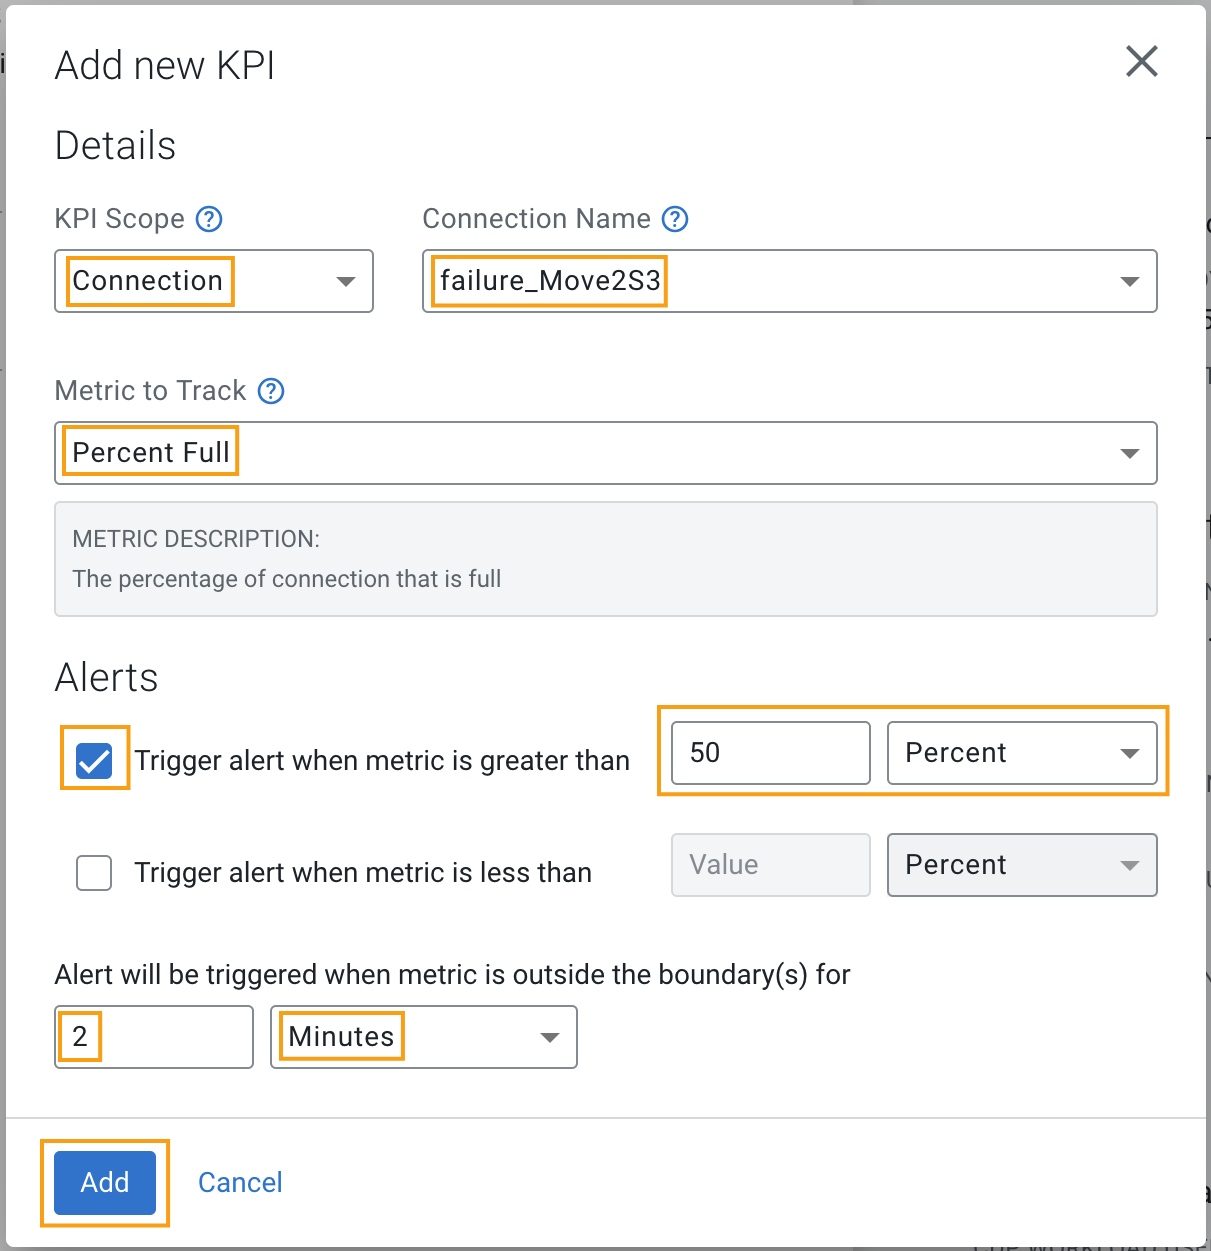 Add new KPI
Details
KPI Scope ?
Connection Name ?
Connection
failure_Move2S3
Metric to Track ?
Percent Full
METRIC DESCRIPTION:
The percentage of connection that is full
Alerts
Trigger alert when metric is greater than 50 Percent
Trigger alert when metric is less than Value Percent
Alert will be triggered when metric is outside the boundary(s) for
2 Minutes
Add Cancel